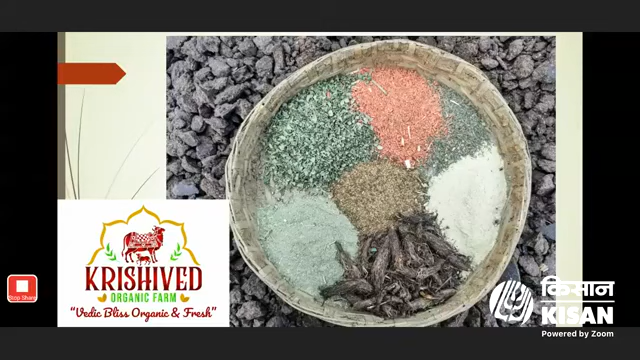 KRISHIVED
ORGANIC FARM
"Vedic Bliss Organic & Fresh"
Stop Share
किसान
KISAN
Powered by Zoom